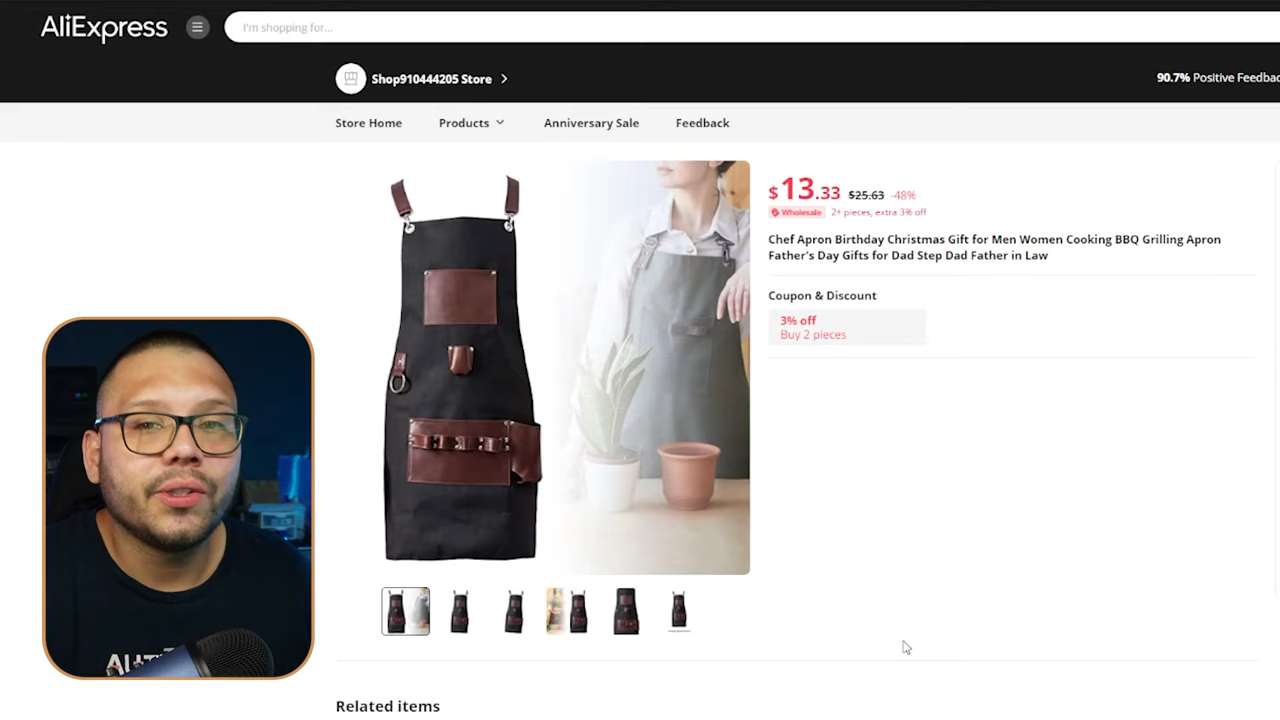 AliExpress
I'm shopping for...
Shop910444205 Store
90.7% Positive Feedbac
Store Home
Products
Anniversary Sale
Feedback
$13.33 $25.63 -48%
Wholesale 2+ pieces, extra 3% off
Chef Apron Birthday Christmas Gift for Men Women Cooking BBQ Grilling Apron
Father's Day Gifts for Dad Step Dad Father in Law
Coupon & Discount
3% off
Buy 2 pieces
Related items